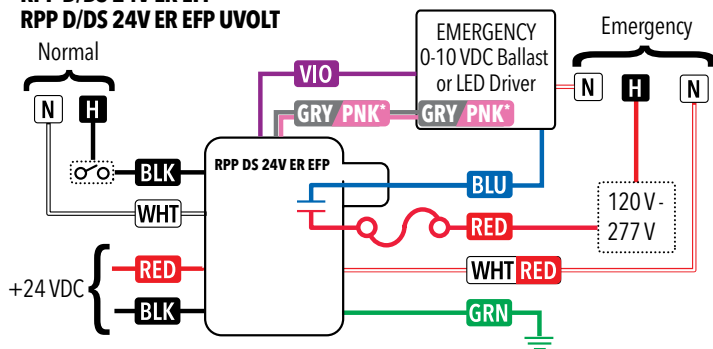 RPP D/DS 24V ER EFP UVOLT
Normal
N
H
BLK
WHT
+24 VDC
RED
BLK
VIO
GRY/PNK*
GRY/PNK*
RPP DS 24V ER EFP
EMERGENCY
0-10 VDC Ballast
or LED Driver
Emergency
N
H
N
BLU
RED
120 V -
277 V
WHT RED
GRN